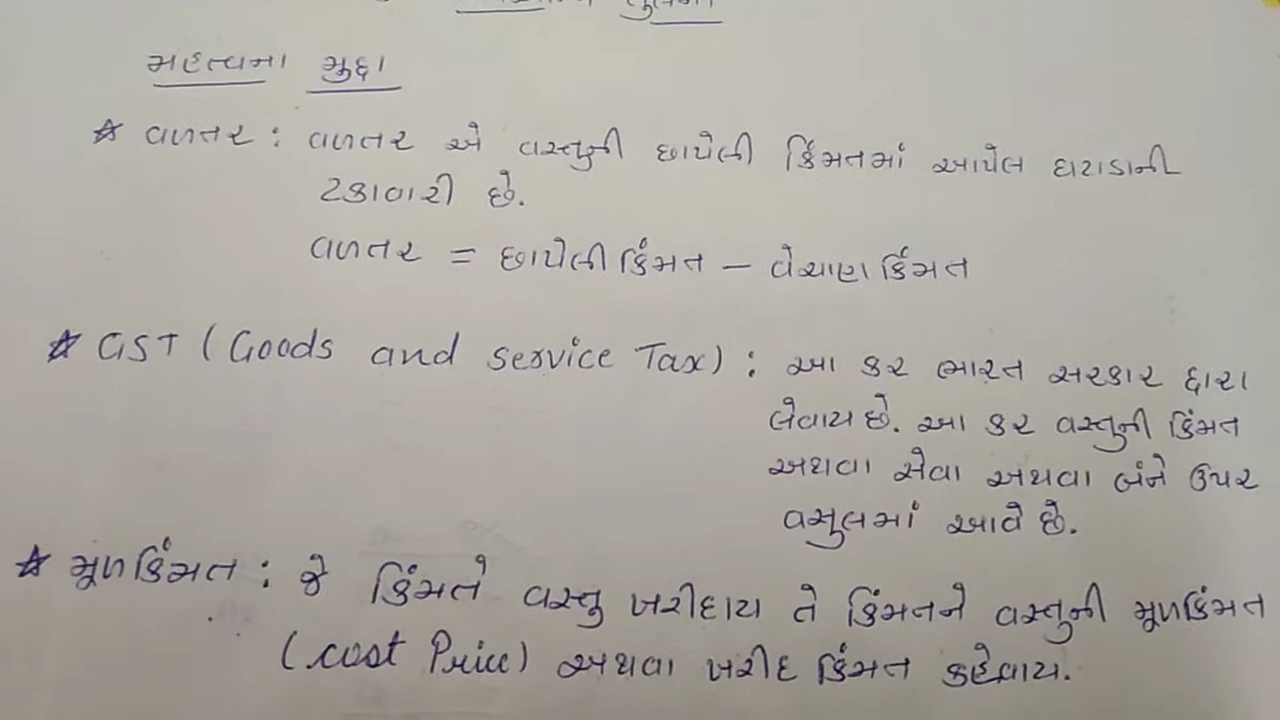 મહત્વના મુદ્દા
☆ વળતર : વળતર એ વસ્તુની છાપેલી કિંમતમાં આપેલ ઘટાડાની
ટકાવારી છે.
વળતર = છાપેલી કિંમત – વેચાણ કિંમત
☆ GST (Goods and service Tax) : આ કર ભારત સરકાર દ્વારા
લેવાય છે. આ કર વસ્તુની કિંમત
અથવા સેવા અથવા બંને ઉપર
વસુલમાં આવે છે.
☆ મૂળકિંમત : જે કિંમતે વસ્તુ ખરીદાય તે કિંમતને વસ્તુની મૂળકિંમત
(cost Price) અથવા ખરીદ કિંમત કહેવાય.